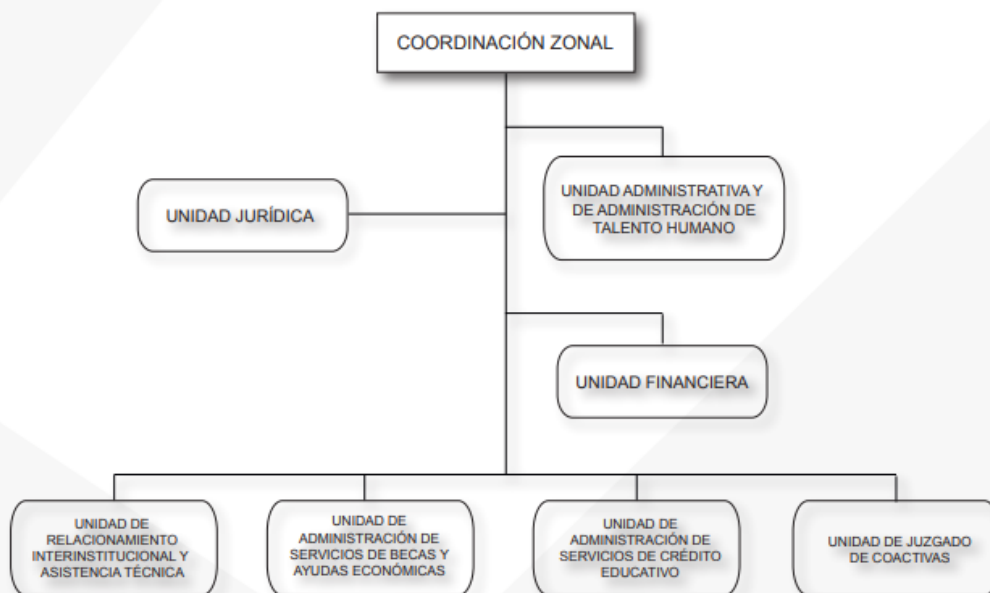 COORDINACIÓN ZONAL
UNIDAD ADMINISTRATIVA Y
DE ADMINISTRACIÓN DE
TALENTO HUMANO
UNIDAD JURÍDICA
UNIDAD FINANCIERA
UNIDAD DE
RELACIONAMIENTO
INTERINSTITUCIONAL Y
ASISTENCIA TÉCNICA
UNIDAD DE
ADMINISTRACIÓN DE
SERVICIOS DE BECAS Y
AYUDAS ECONÓMICAS
UNIDAD DE
ADMINISTRACIÓN DE
SERVICIOS DE CRÉDITO
EDUCATIVO
UNIDAD DE JUZGADO
DE COACTIVAS